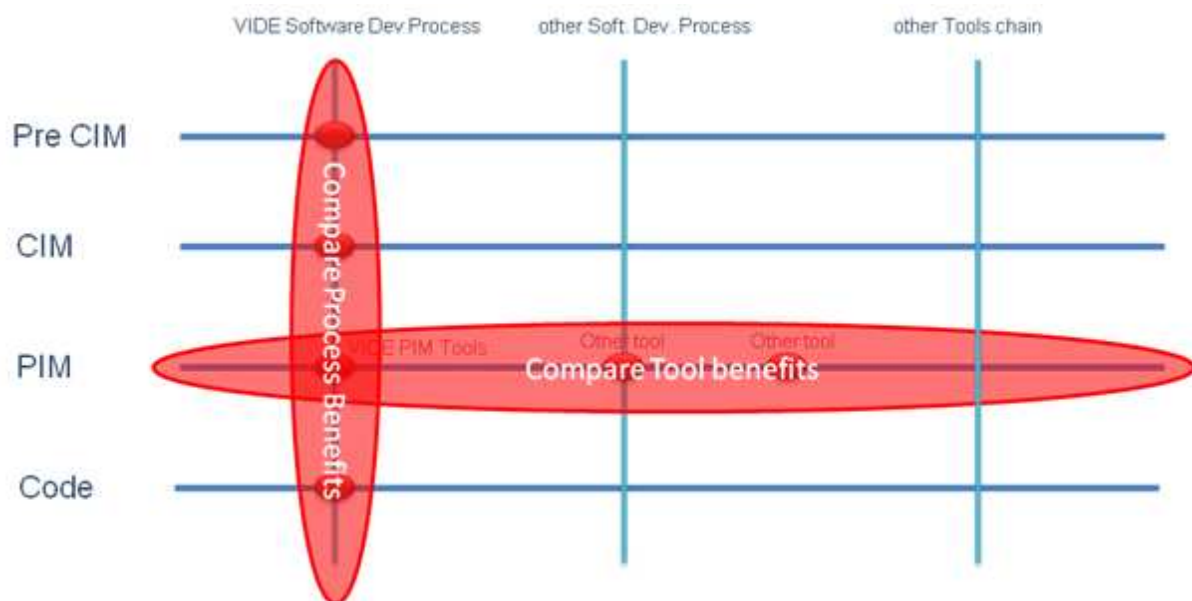 VIDE Software Dev.Process
other Soft. Dev. Process
other Tools chain
Pre CIM
CIM
PIM
Code
Compare Process Benefits
VIDE PIM Tools
Other tool
Other tool
Compare Tool benefits